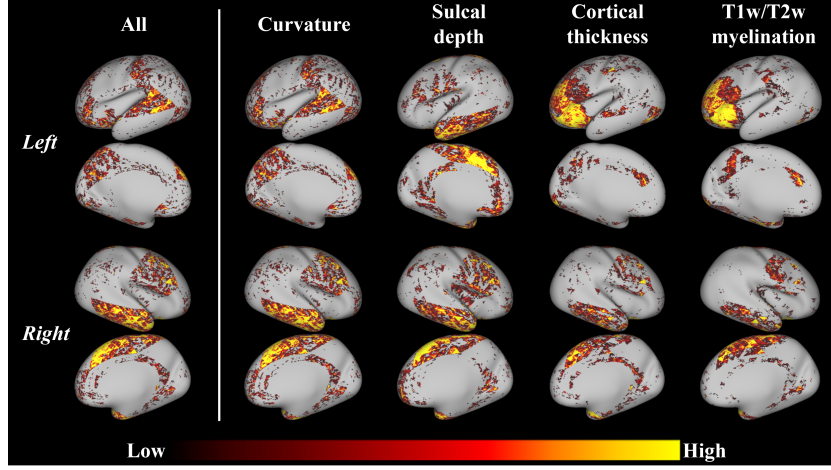 All
Curvature
Sulcal
depth
Cortical
thickness
T1w/T2w
myelination
Left
Right
Low
High